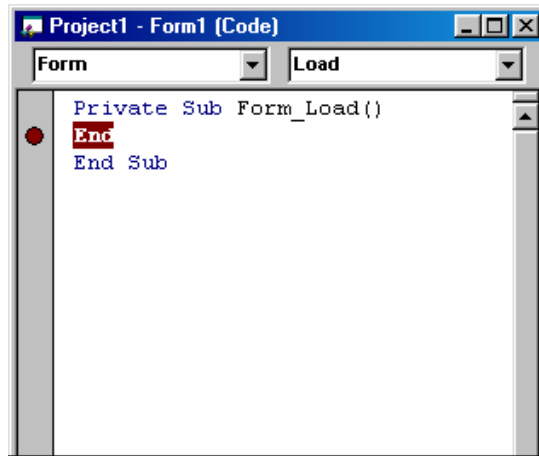 Project1 - Form1 (Code)
Form Load
Private Sub Form_Load()
End
End Sub